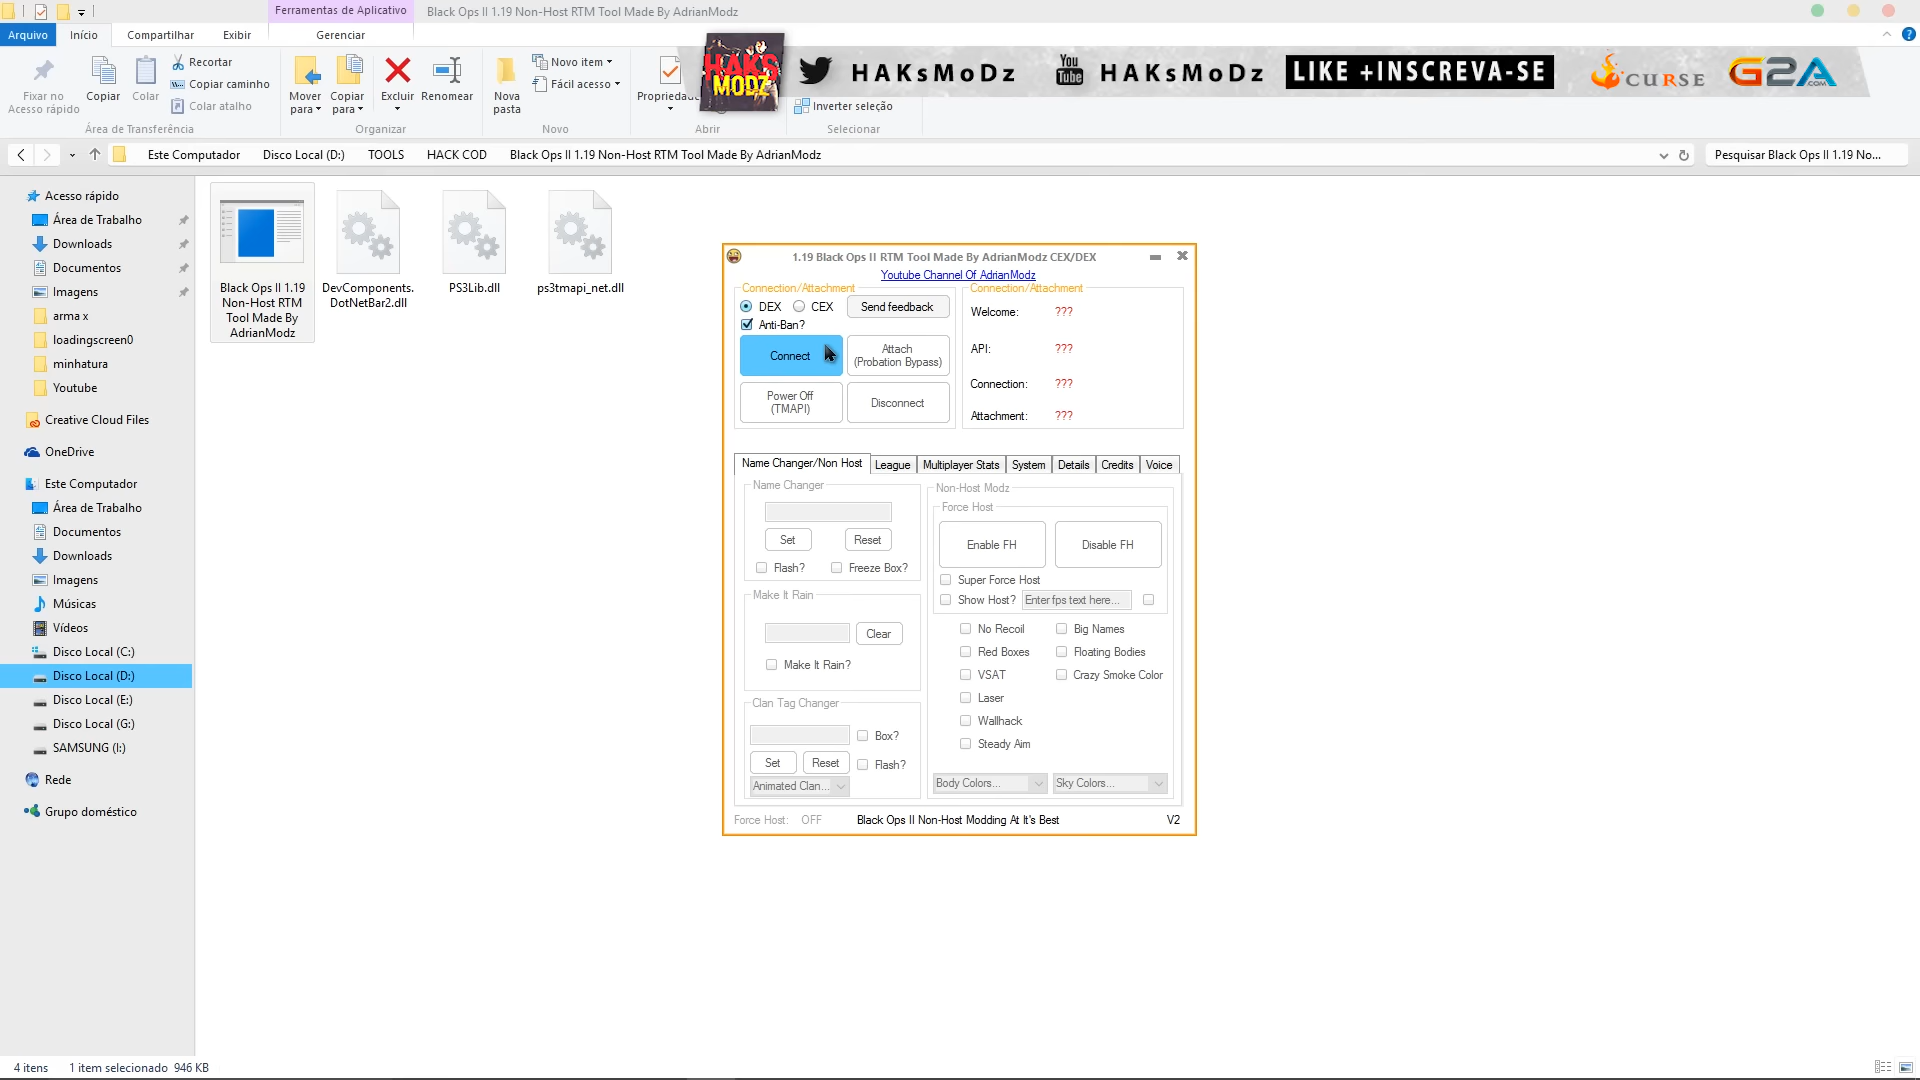 Ferramentas de Aplicativo
Black Ops II 1.19 Non-Host RTM Tool Made By AdrianModz
Arquivo
Início
Compartilhar
Exibir
Gerenciar
Fixar no
Acesso rápido
Copiar
Colar
Recortar
Copiar caminho
Colar atalho
Área de Transferência
Mover
para
Copiar
para
Excluir
Renomear
Organizar
Nova
pasta
Novo item
Fácil acesso
Novo
Abrir
Inverter seleção
Selecionar
HAKS
MODZ
HAKsMoDz
You
Tube
HAKsMoDz
LIKE +INSCREVA-SE
CURSE
G2A
.COM
Este Computador
Disco Local (D:)
TOOLS
HACK COD
Black Ops II 1.19 Non-Host RTM Tool Made By AdrianModz
Pesquisar Black Ops II 1.19 No...
Acesso rápido
Área de Trabalho
Downloads
Documentos
Imagens
arma x
loadingscreen0
minhatura
Youtube
Creative Cloud Files
OneDrive
Este Computador
Área de Trabalho
Documentos
Downloads
Imagens
Músicas
Vídeos
Disco Local (C:)
Disco Local (D:)
Disco Local (E:)
Disco Local (G:)
SAMSUNG (I:)
Rede
Grupo doméstico
Black Ops II 1.19
Non-Host RTM
Tool Made By
AdrianModz
DevComponents.
DotNetBar2.dll
PS3Lib.dll
ps3tmapi_net.dll
1.19 Black Ops II RTM Tool Made By AdrianModz CEX/DEX
Youtube Channel Of AdrianModz
Connection/Attachment
DEX
CEX
Send feedback
Anti-Ban?
Connect
Attach
(Probation Bypass)
Power Off
(TMAPI)
Disconnect
Connection/Attachment
Welcome: ???
API: ???
Connection: ???
Attachment: ???
Name Changer/Non Host
League
Multiplayer Stats
System
Details
Credits
Voice
Name Changer
Set
Reset
Flash?
Freeze Box?
Make It Rain
Clear
Make It Rain?
Clan Tag Changer
Box?
Set
Reset
Flash?
Animated Clan...
Non-Host Modz
Force Host
Enable FH
Disable FH
Super Force Host
Show Host?
Enter fps text here...
No Recoil
Big Names
Red Boxes
Floating Bodies
VSAT
Crazy Smoke Color
Laser
Wallhack
Steady Aim
Body Colors...
Sky Colors...
Force Host: OFF
Black Ops II Non-Host Modding At It's Best
V2
4 itens
1 item selecionado 946 KB